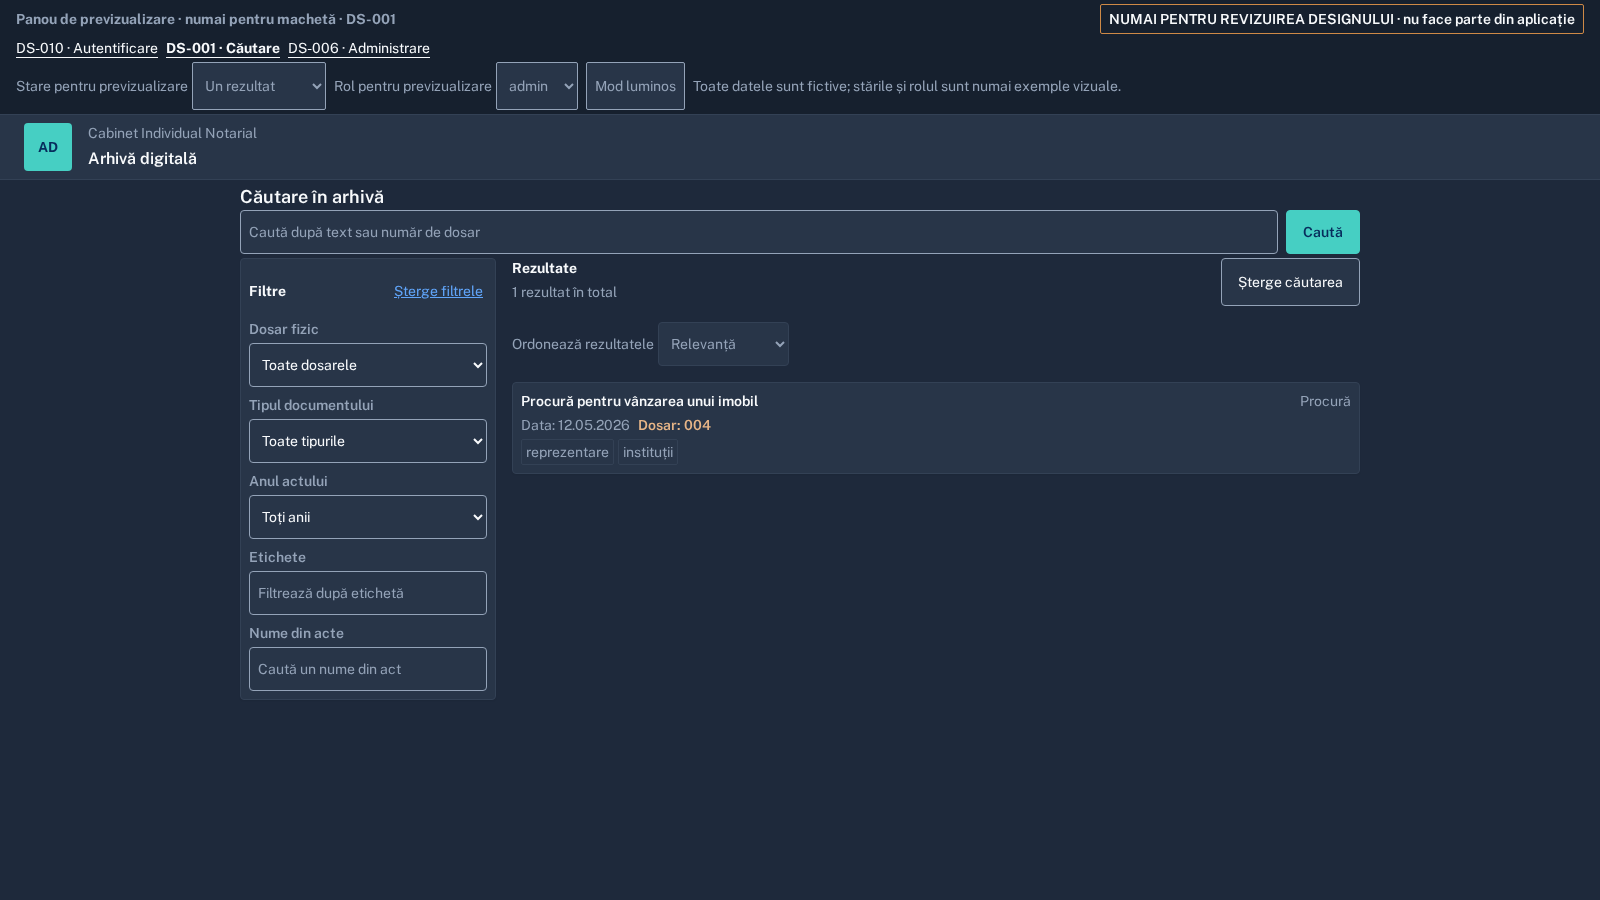 Panou de previzualizare · numai pentru machetă · DS-001
NUMAI PENTRU REVIZUIREA DESIGNULUI · nu face parte din aplicație
DS-010 · Autentificare DS-001 · Căutare DS-006 · Administrare
Stare pentru previzualizare Un rezultat Rol pentru previzualizare admin Mod luminos Toate datele sunt fictive; stările și rolul sunt numai exemple vizuale.
AD
Cabinet Individual Notarial
Arhivă digitală
Căutare în arhivă
Caută după text sau număr de dosar
Caută
Filtre
Șterge filtrele
Dosar fizic
Toate dosarele
Tipul documentului
Toate tipurile
Anul actului
Toți anii
Etichete
Filtrează după etichetă
Nume din acte
Caută un nume din act
Rezultate
1 rezultat în total
Șterge căutarea
Ordonează rezultatele Relevanță
Procură pentru vânzarea unui imobil
Procură
Data: 12.05.2026 Dosar: 004
reprezentare instituții